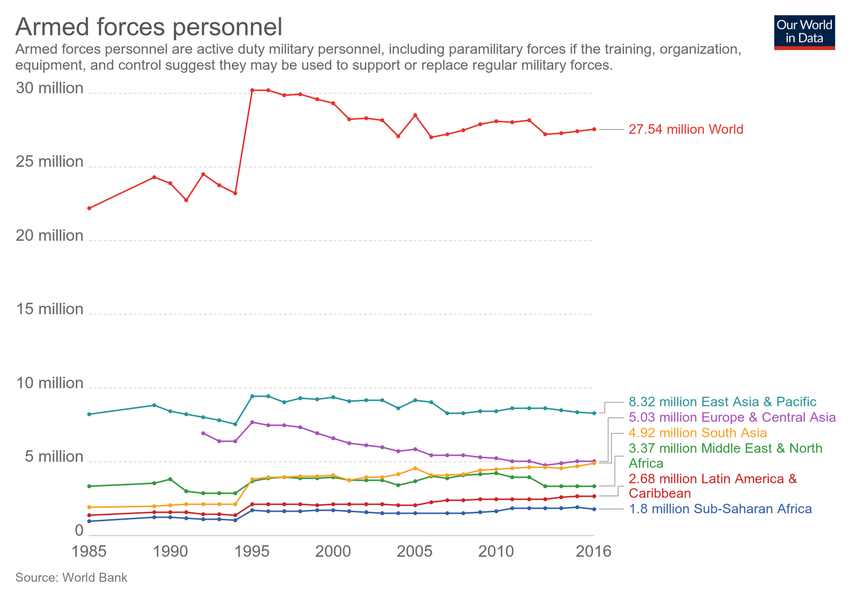 Armed forces personnel
Our World
in Data
Armed forces personnel are active duty military personnel, including paramilitary forces if the training, organization,
equipment, and control suggest they may be used to support or replace regular military forces.
30 million
27.54 million World
25 million
20 million
15 million
10 million
8.32 million East Asia & Pacific
5.03 million Europe & Central Asia
4.92 million South Asia
5 million
3.37 million Middle East & North
Africa
2.68 million Latin America &
Caribbean
1.8 million Sub-Saharan Africa
0
1985 1990 1995 2000 2005 2010 2016
Source: World Bank